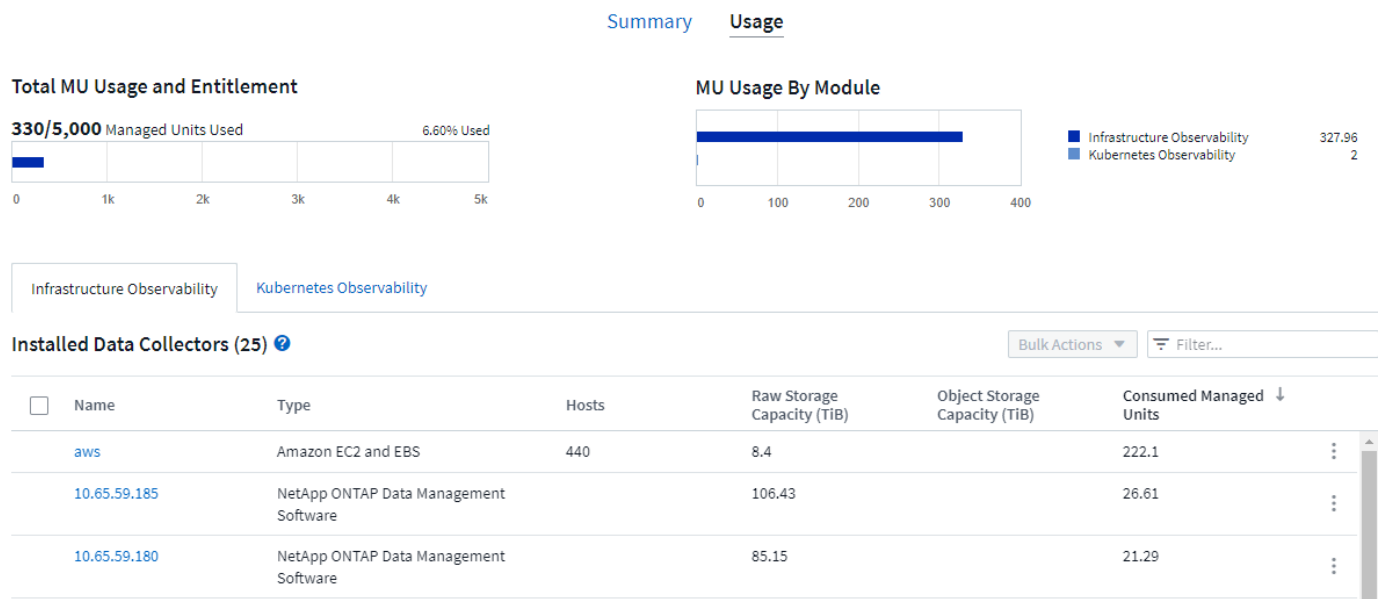 Summary Usage
Total MU Usage and Entitlement
330/5,000 Managed Units Used 6.60% Used
0 1k 2k 3k 4k 5k
MU Usage By Module
Infrastructure Observability 327.96
Kubernetes Observability 2
0 100 200 300 400
Infrastructure Observability Kubernetes Observability
Installed Data Collectors (25) ? Bulk Actions Filter...
Name Type Hosts Raw Storage Capacity (TiB) Object Storage Capacity (TiB) Consumed Managed Units
aws Amazon EC2 and EBS 440 8.4 222.1
10.65.59.185 NetApp ONTAP Data Management Software 106.43 26.61
10.65.59.180 NetApp ONTAP Data Management Software 85.15 21.29